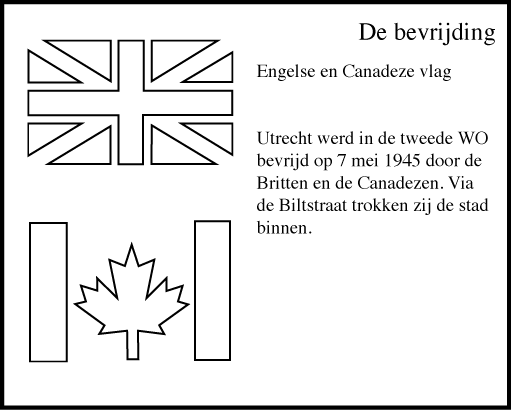 De bevrijding
Engelse en Canadeze vlag
Utrecht werd in de tweede WO
bevrijd op 7 mei 1945 door de
Britten en de Canadezen. Via
de Biltstraat trokken zij de stad
binnen.